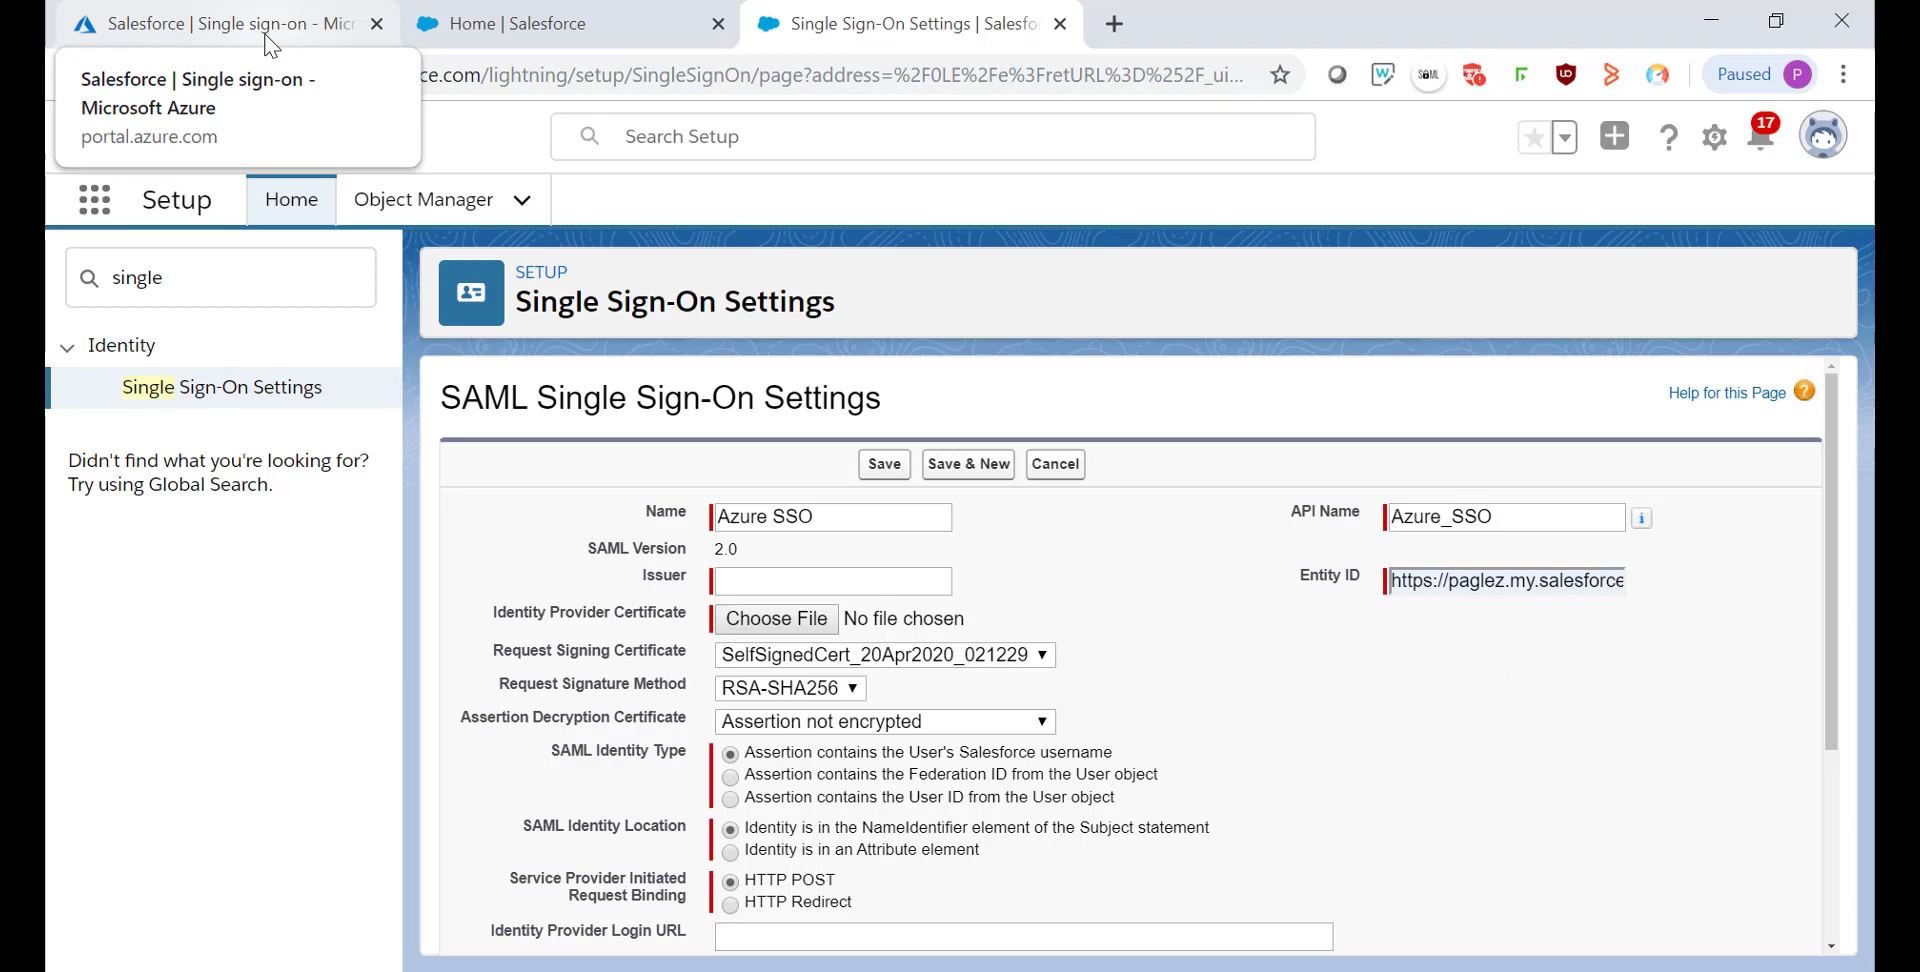 Salesforce | Single sign-on - Micr
Home | Salesforce
Single Sign-On Settings | Salesfo
Salesforce | Single sign-on -
Microsoft Azure
portal.azure.com
ce.com/lightning/setup/SingleSignOn/page?address=%2F0LE%2Fe%3FretURL%3D%252F_ui...
SAML
Paused
P
Search Setup
17
Setup
Home
Object Manager
single
Identity
Single Sign-On Settings
Didn't find what you're looking for?
Try using Global Search.
SETUP
Single Sign-On Settings
SAML Single Sign-On Settings
Help for this Page
Save
Save & New
Cancel
Name
Azure SSO
API Name
Azure_SSO
SAML Version
2.0
Issuer
Entity ID
https://paglez.my.salesforce
Identity Provider Certificate
Choose File
No file chosen
Request Signing Certificate
SelfSignedCert_20Apr2020_021229
Request Signature Method
RSA-SHA256
Assertion Decryption Certificate
Assertion not encrypted
SAML Identity Type
Assertion contains the User's Salesforce username
Assertion contains the Federation ID from the User object
Assertion contains the User ID from the User object
SAML Identity Location
Identity is in the NameIdentifier element of the Subject statement
Identity is in an Attribute element
Service Provider Initiated
Request Binding
HTTP POST
HTTP Redirect
Identity Provider Login URL